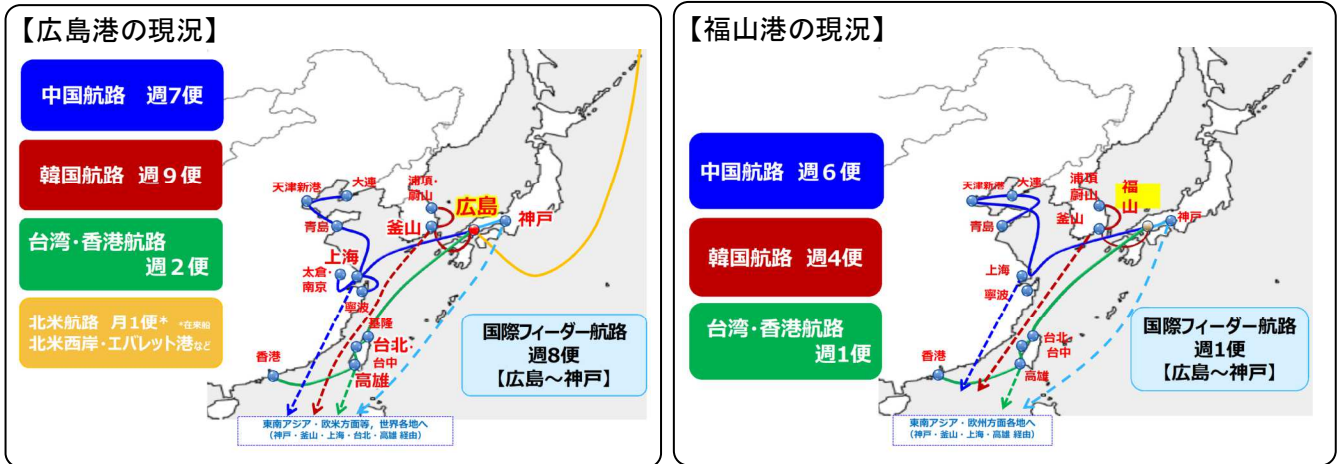 【広島港の現況】
中国航路 週7便
韓国航路 週9便
台湾・香港航路
週2便
北米航路 月1便* *在来船
北米西岸・エバレット港など
天津新港
大連
青島
浦項・
蔚山
釜山
広島
神戸
上海
太倉・
南京
寧波
基隆
台北・
台中
高雄
香港
国際フィーダー航路
週8便
【広島～神戸】
東南アジア・欧米方面等，世界各地へ
（神戸・釜山・上海・台北・高雄 経由）
【福山港の現況】
中国航路 週6便
韓国航路 週4便
台湾・香港航路
週1便
天津新港
大連
青島
浦項
蔚山
釜山
福
山
神戸
上海
寧波
台北・
台中
高雄
香港
国際フィーダー航路
週1便
【広島～神戸】
東南アジア・欧州方面各地へ
（神戸・釜山・上海・高雄 経由）